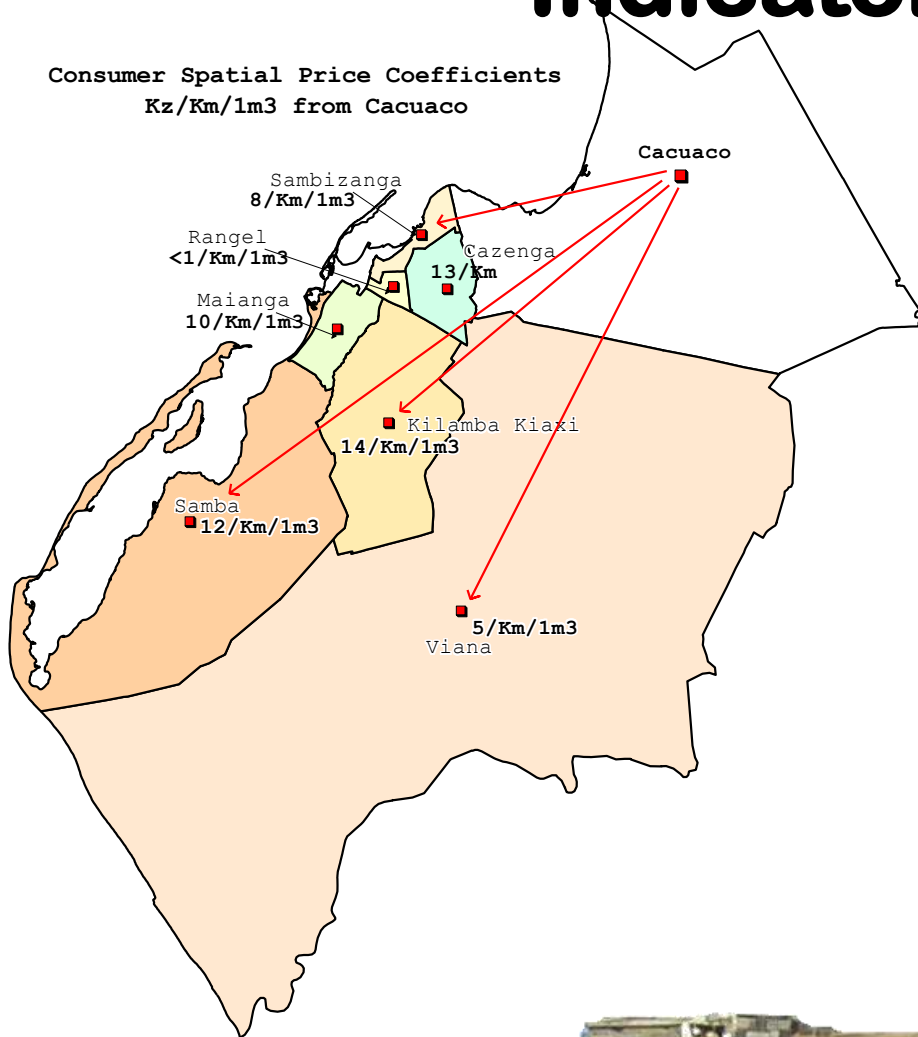 Indicator
Consumer Spatial Price Coefficients
Kz/Km/1m3 from Cacuaco
Cacuaco
Sambizanga
8/Km/1m3
Rangel
<1/Km/1m3
Cazenga
13/Km
Maianga
10/Km/1m3
Kilamba Kiaxi
14/Km/1m3
Samba
12/Km/1m3
5/Km/1m3
Viana